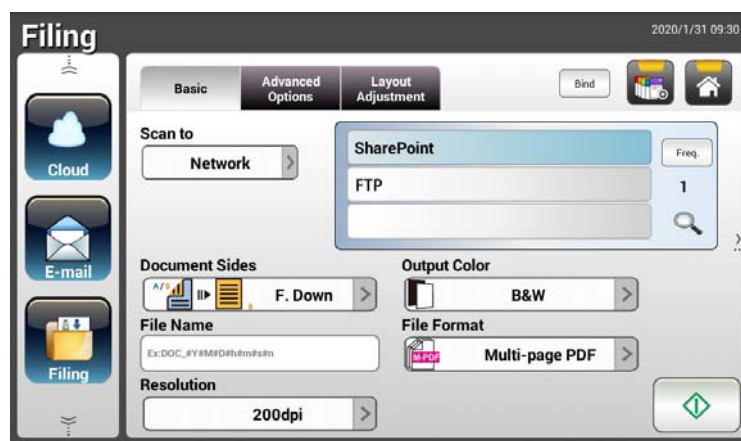 Filing
2020/1/31 09:30
Basic
Advanced
Options
Layout
Adjustment
Bind
Cloud
E-mail
Filing
Scan to
Network
SharePoint
FTP
Freq.
1
Document Sides
F. Down
Output Color
B&W
File Name
Ex:DOC_#Y#M#D#h#m#s#n
File Format
M-PDF
Multi-page PDF
Resolution
200dpi